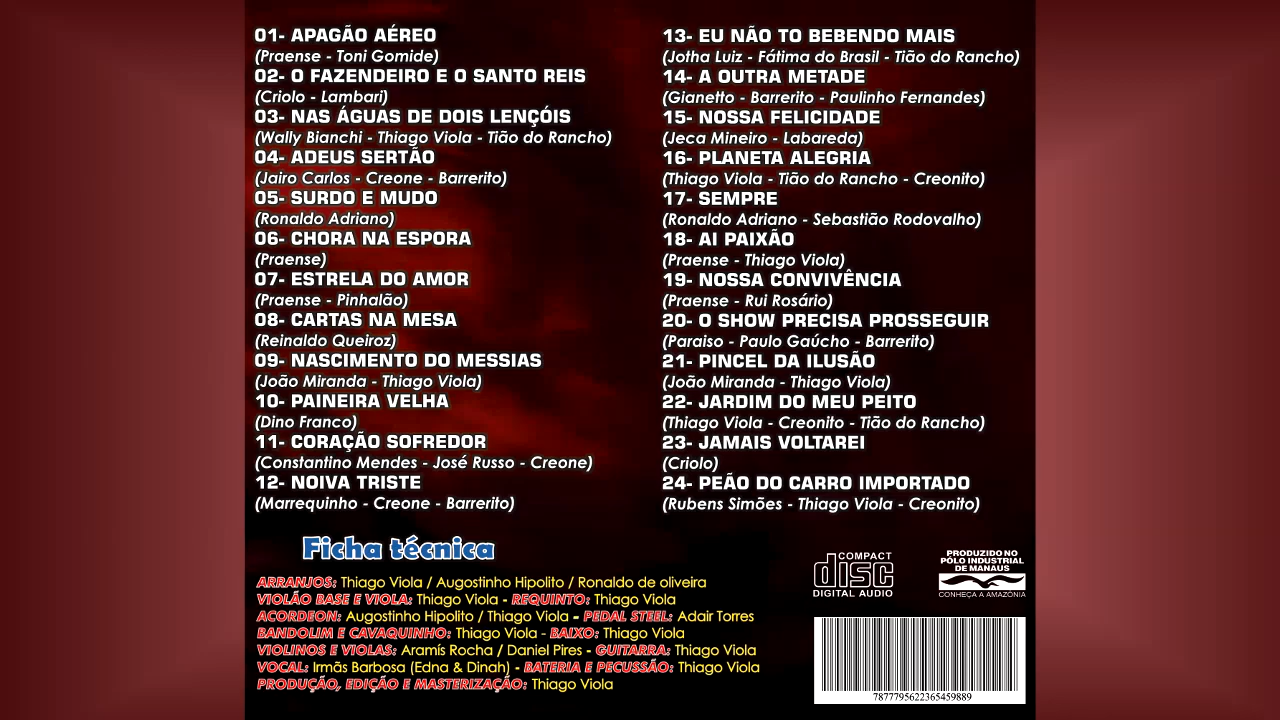 01- APAGÃO AÉREO
(Praense - Toni Gomide)
02- O FAZENDEIRO E O SANTO REIS
(Criolo - Lambari)
03- NAS ÁGUAS DE DOIS LENÇÓIS
(Wally Bianchi - Thiago Viola - Tião do Rancho)
04- ADEUS SERTÃO
(Jairo Carlos - Creone - Barrerito)
05- SURDO E MUDO
(Ronaldo Adriano)
06- CHORA NA ESPORA
(Praense)
07- ESTRELA DO AMOR
(Praense - Pinhalão)
08- CARTAS NA MESA
(Reinaldo Queiroz)
09- NASCIMENTO DO MESSIAS
(João Miranda - Thiago Viola)
10- PAINEIRA VELHA
(Dino Franco)
11- CORAÇÃO SOFREDOR
(Constantino Mendes - José Russo - Creone)
12- NOIVA TRISTE
(Marrequinho - Creone - Barrerito)
13- EU NÃO TO BEBENDO MAIS
(Jotha Luiz - Fátima do Brasil - Tião do Rancho)
14- A OUTRA METADE
(Gianetto - Barrerito - Paulinho Fernandes)
15- NOSSA FELICIDADE
(Jeca Mineiro - Labareda)
16- PLANETA ALEGRIA
(Thiago Viola - Tião do Rancho - Creonito)
17- SEMPRE
(Ronaldo Adriano - Sebastião Rodovalho)
18- AI PAIXÃO
(Praense - Thiago Viola)
19- NOSSA CONVIVÊNCIA
(Praense - Rui Rosário)
20- O SHOW PRECISA PROSSEGUIR
(Paraiso - Paulo Gaúcho - Barrerito)
21- PINCEL DA ILUSÃO
(João Miranda - Thiago Viola)
22- JARDIM DO MEU PEITO
(Thiago Viola - Creonito - Tião do Rancho)
23- JAMAIS VOLTAREI
(Criolo)
24- PEÃO DO CARRO IMPORTADO
(Rubens Simões - Thiago Viola - Creonito)
Ficha técnica
ARRANJOS: Thiago Viola / Augostinho Hipolito / Ronaldo de oliveira
VIOLÃO BASE E VIOLA: Thiago Viola - REQUINTO: Thiago Viola
ACORDEON: Augostinho Hipolito / Thiago Viola - PEDAL STEEL: Adair Torres
BANDOLIM E CAVAQUINHO: Thiago Viola - BAIXO: Thiago Viola
VIOLINOS E VIOLAS: Aramís Rocha / Daniel Pires - GUITARRA: Thiago Viola
VOCAL: Irmãs Barbosa (Edna & Dinah) - BATERIA E PECUSSÃO: Thiago Viola
PRODUÇÃO, EDIÇÃO E MASTERIZAÇÃO: Thiago Viola
COMPACT
disc
DIGITAL AUDIO
PRODUZIDO NO
PÓLO INDUSTRIAL
DE MANAUS
CONHEÇA A AMAZÔNIA
7877795622365459889